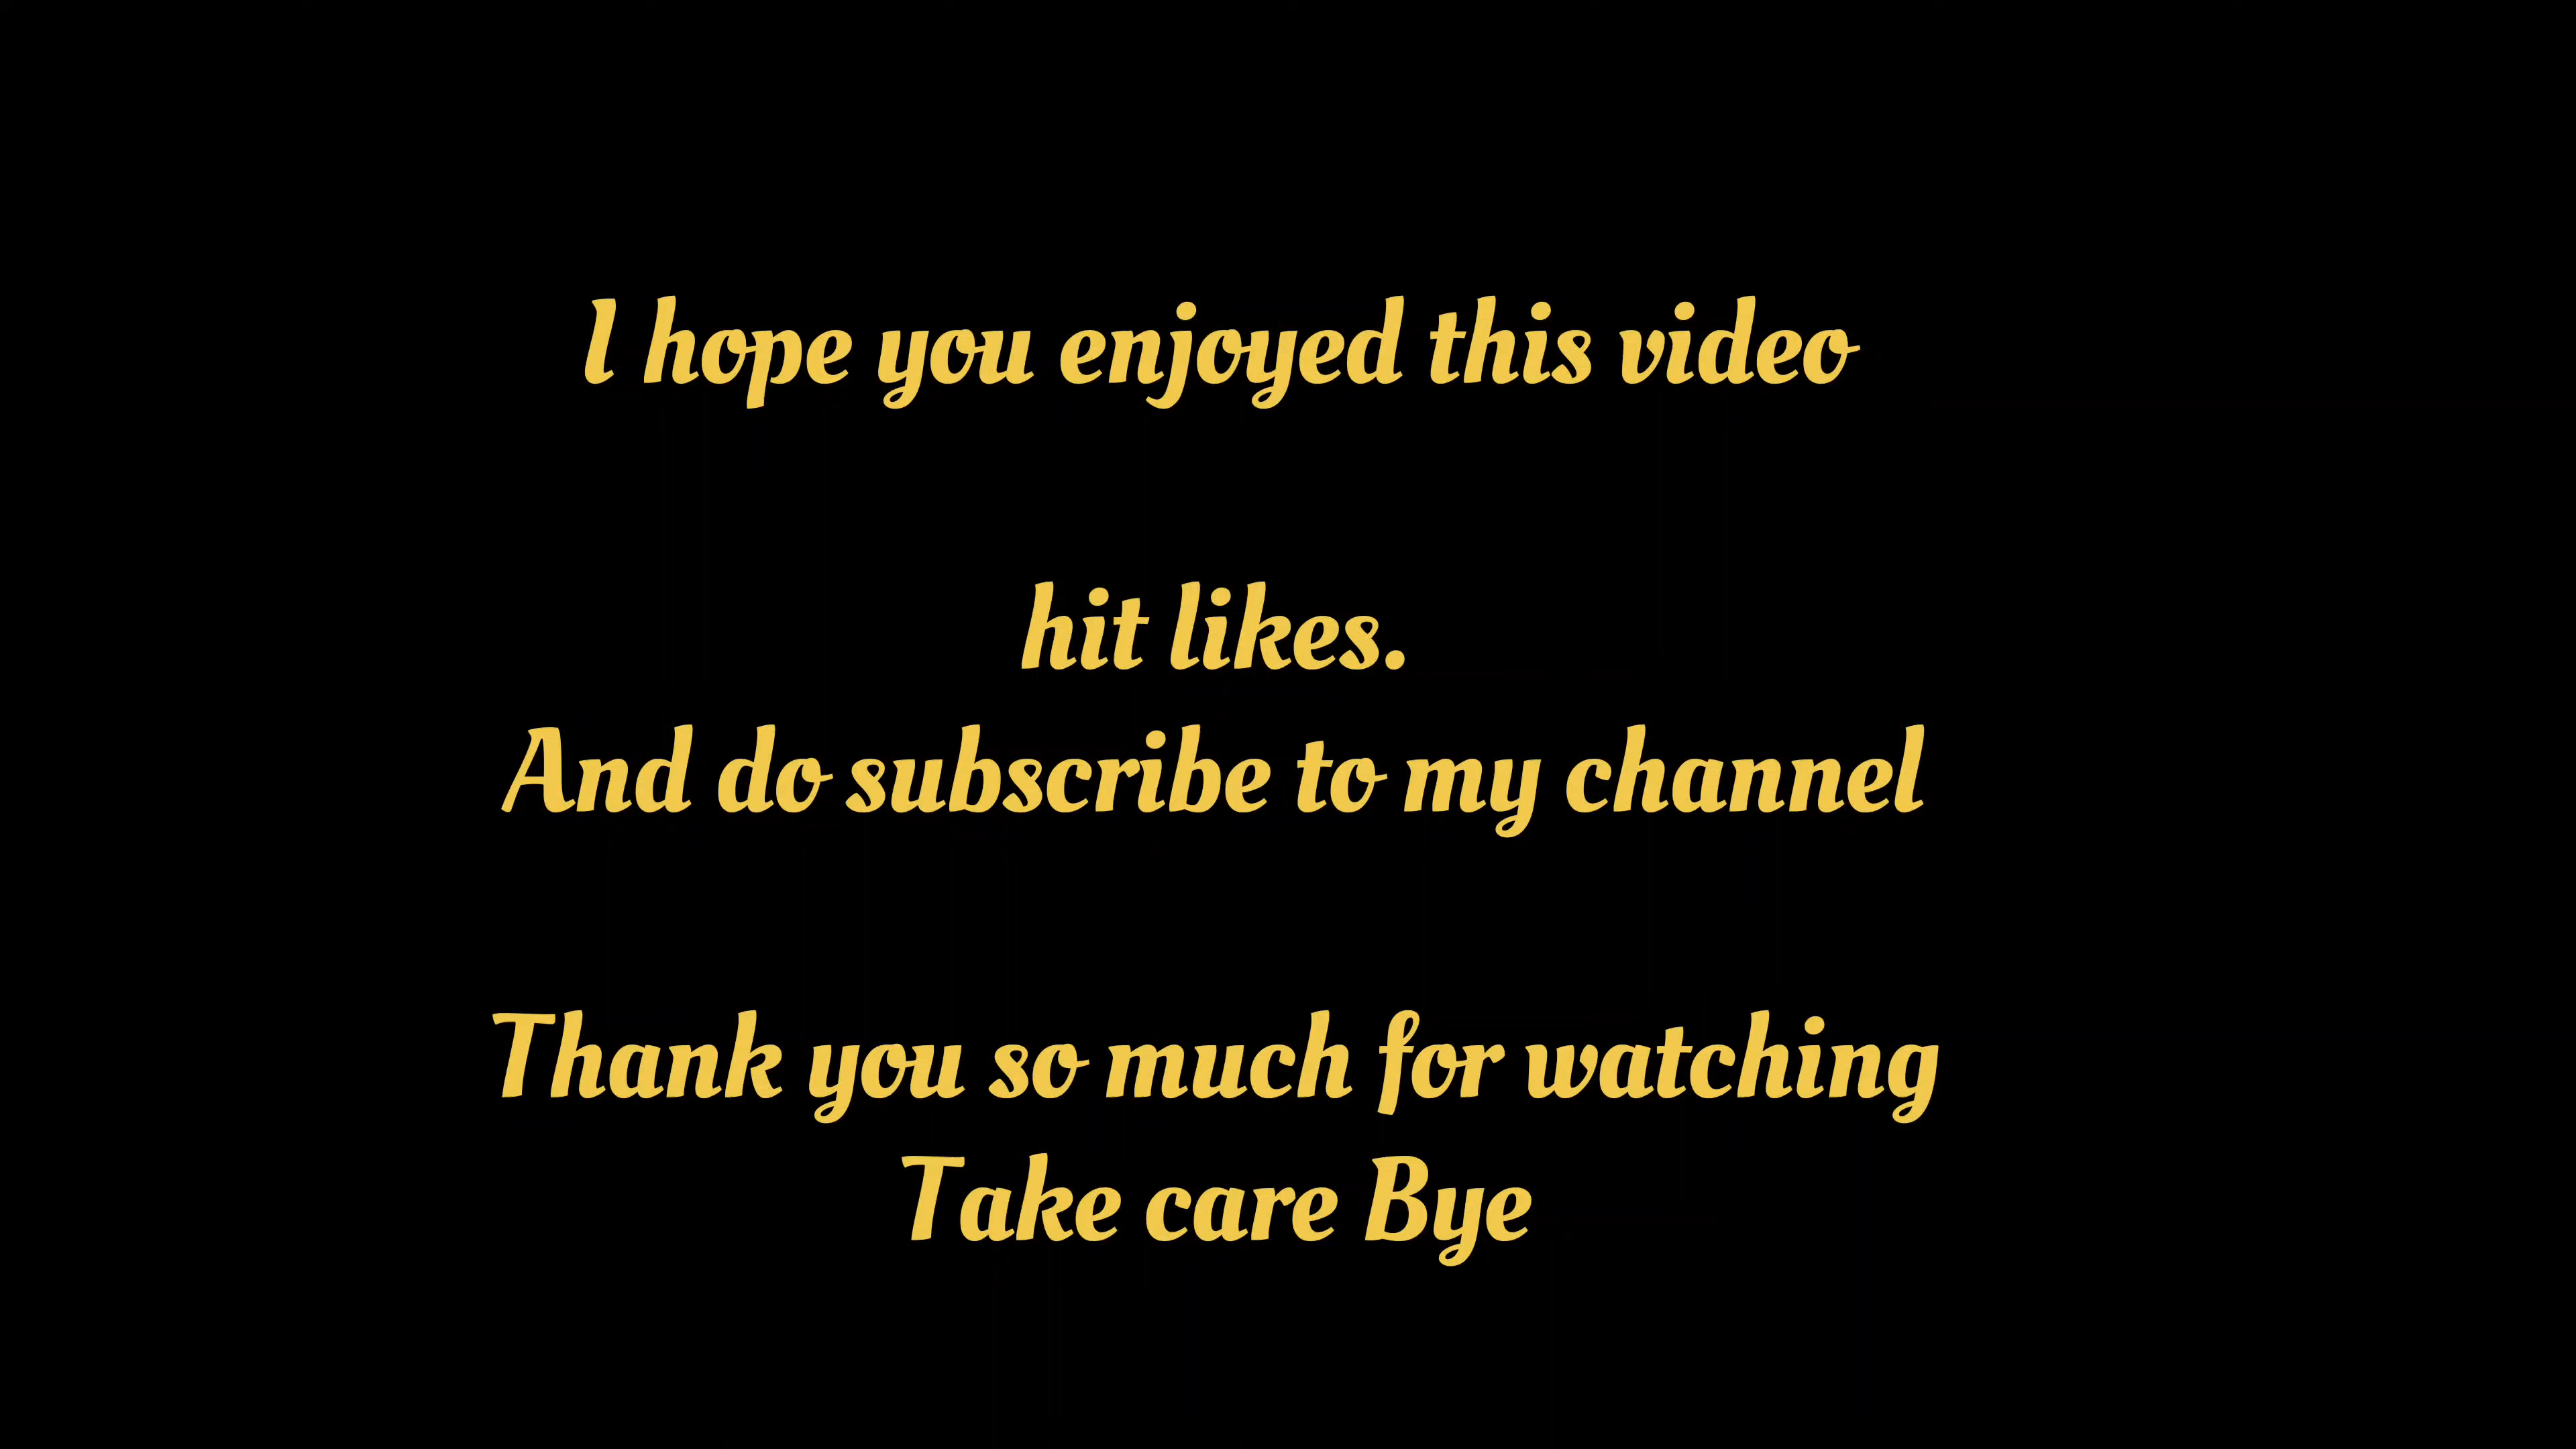 I hope you enjoyed this video
hit likes.
And do subscribe to my channel
Thank you so much for watching
Take care Bye